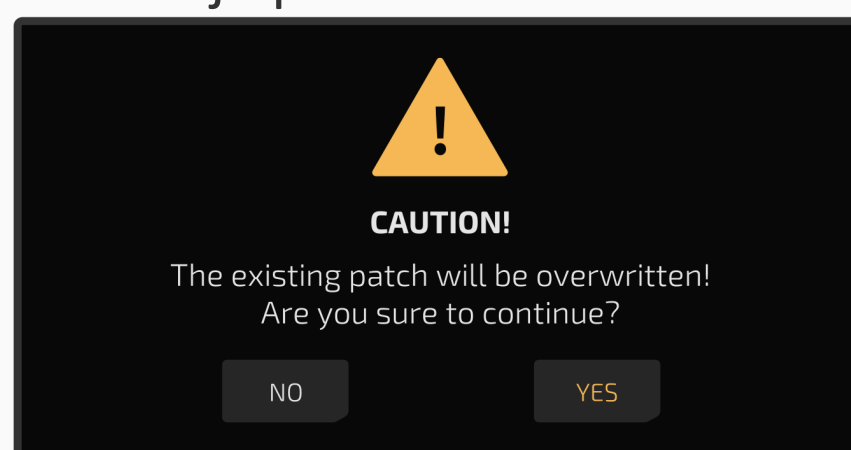 !
CAUTION!
The existing patch will be overwritten!
Are you sure to continue?
NO
YES